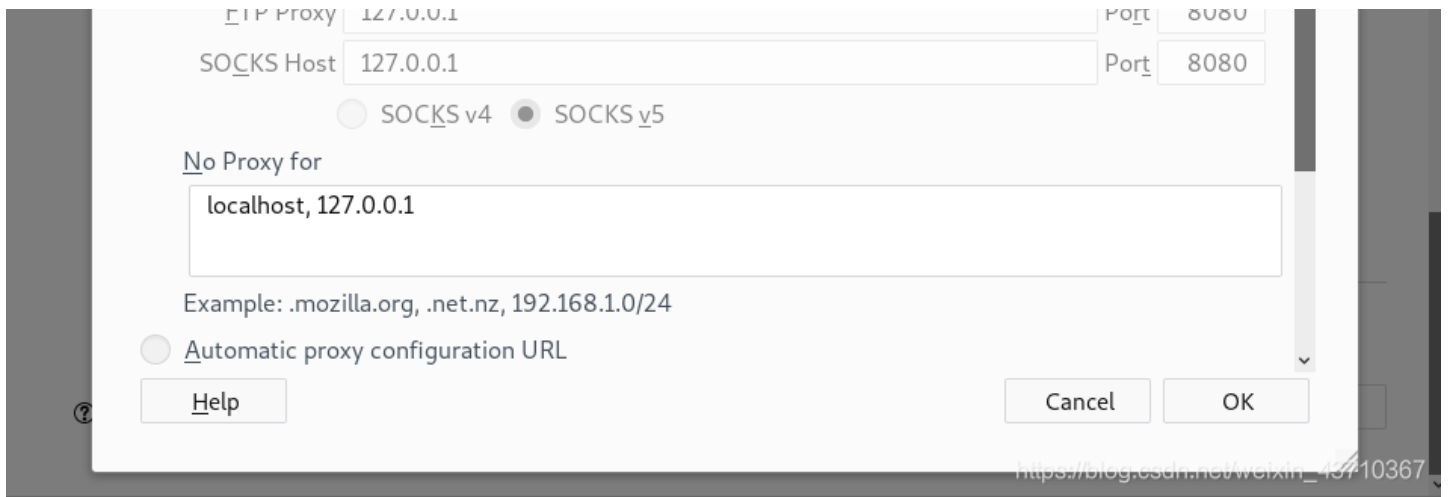 FTP Proxy 127.0.0.1 Port 8080
SOCKS Host 127.0.0.1 Port 8080
SOCKS v4 SOCKS v5
No Proxy for
localhost, 127.0.0.1
Example: .mozilla.org, .net.nz, 192.168.1.0/24
Automatic proxy configuration URL
Help Cancel OK
https://blog.csdn.net/weixin_43710367